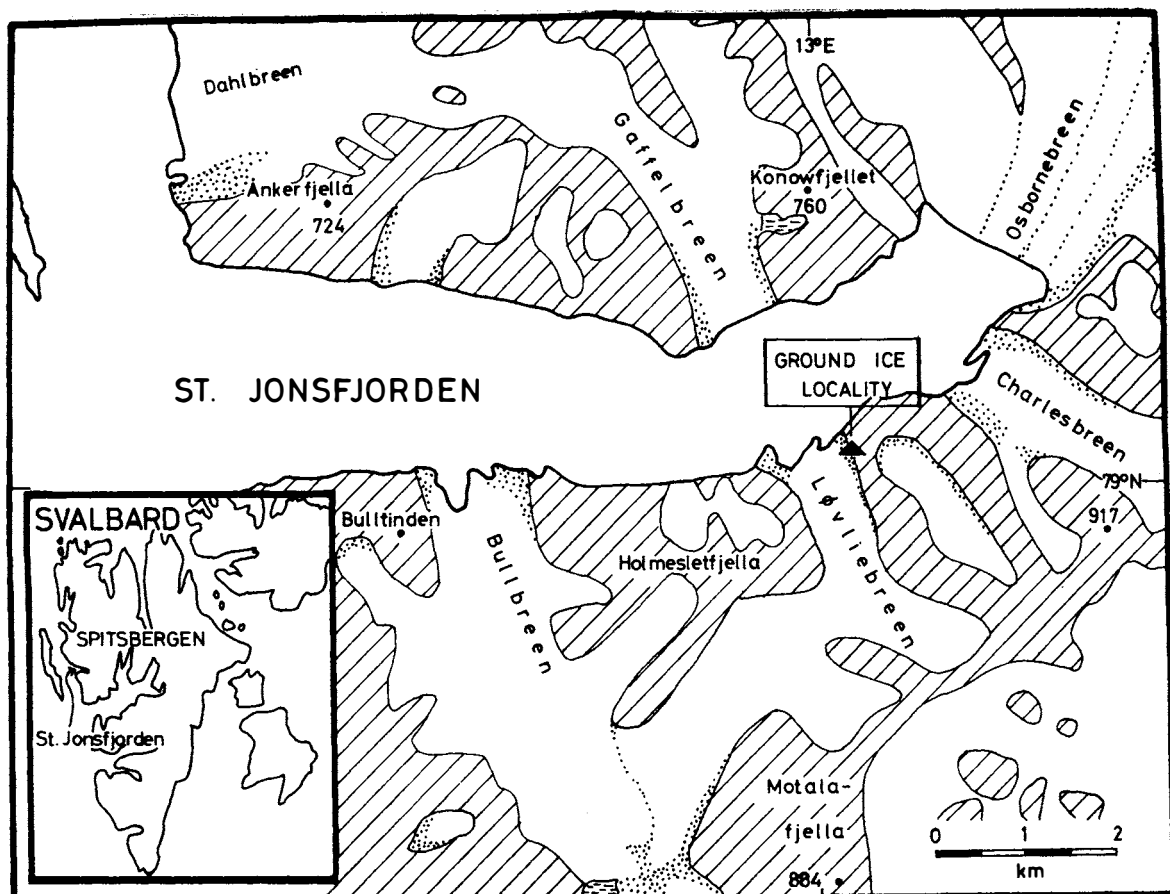 13°E
Dahlbreen
Gaffelbreen
Osbornebreen
Ankerfjella
724
Konowfjellet
760
GROUND ICE
LOCALITY
ST. JONSFJORDEN
Charlesbreen
79°N
917
SVALBARD
Bulltinden
Bullbreen
Holmesletfjella
Løvliebreen
SPITSBERGEN
St. Jonsfjorden
Motala-
fjella
884
0 1 2
km